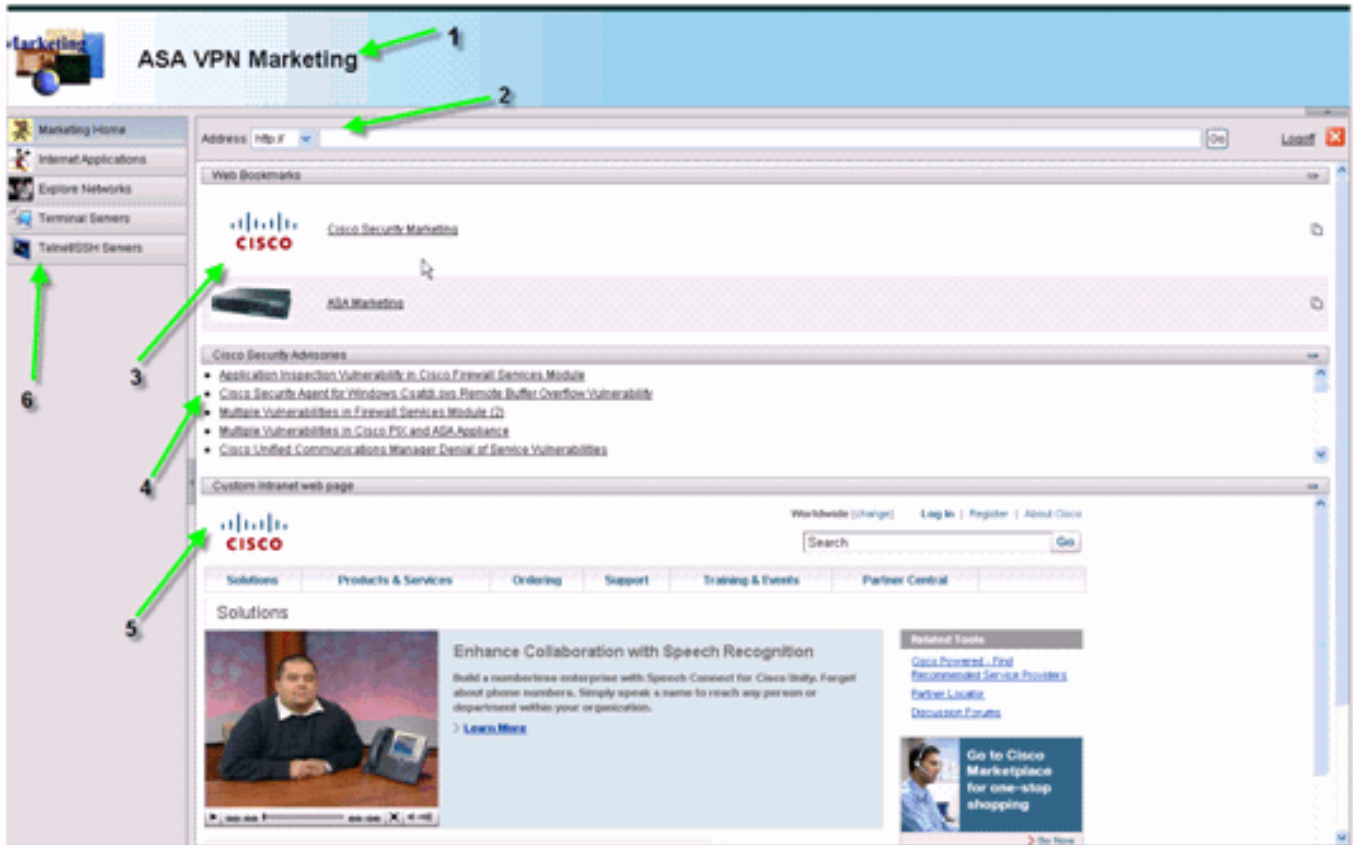 Marketing
ASA VPN Marketing
1
2
Marketing Home
Internet Applications
Explore Networks
Terminal Servers
Telnet/SSH Servers
6
Address http://
Go
Logoff
Web Bookmarks
CISCO
Cisco Security Marketing
ASA Marketing
3
Cisco Security Advisories
Application Inspection Vulnerability in Cisco Firewall Services Module
Cisco Security Agent for Windows Remote Buffer Overflow Vulnerability
Multiple Vulnerabilities in Firewall Services Module (2)
Multiple Vulnerabilities in Cisco PIX and ASA Appliance
Cisco Unified Communications Manager Denial of Service Vulnerabilities
4
Custom Intranet web page
CISCO
5
Worldwide [change] Log In | Register | About Cisco
Search Go
Solutions Products & Services Ordering Support Training & Events Partner Central
Solutions
Enhance Collaboration with Speech Recognition
Build a numberless enterprise with Speech Connect for Cisco Unity. Forget
about phone numbers. Simply speak a name to reach any person or
department within your organization.
Learn More
00:00 00:00
Related Tools
Cisco Powered - Find
Recommended Service Providers
Partner Locator
Discussion Forums
Go to Cisco
Marketplace
for one-stop
shopping
Go Now